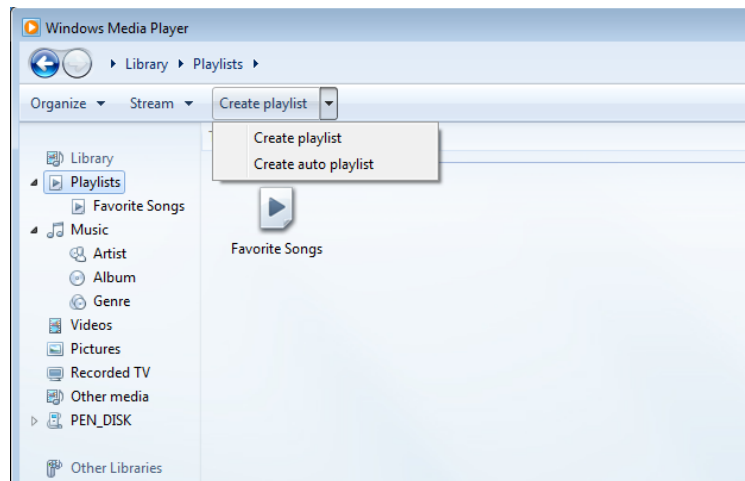 Windows Media Player
Library Playlists
Organize Stream Create playlist
Create playlist
Create auto playlist
Library
Playlists
Favorite Songs
Music
Artist
Album
Genre
Videos
Pictures
Recorded TV
Other media
PEN_DISK
Other Libraries
Favorite Songs